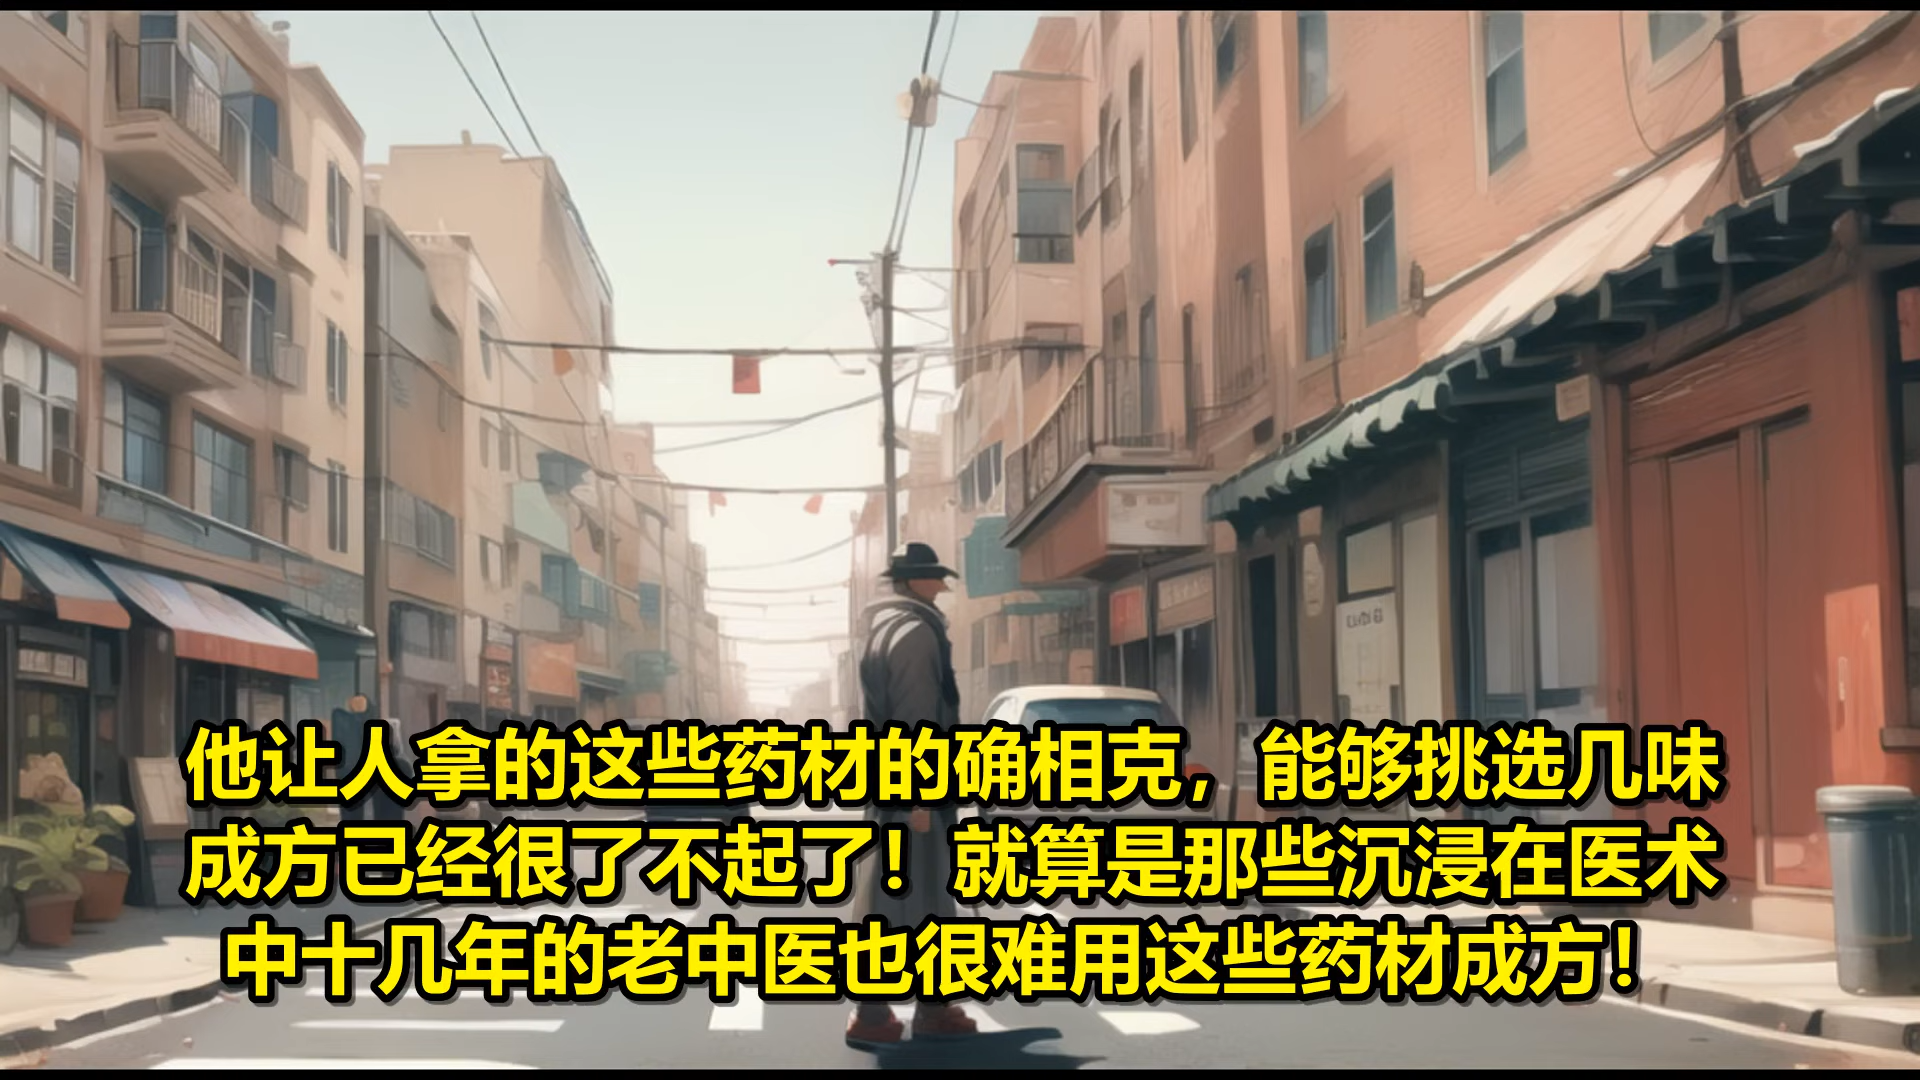 他让人拿的这些药材的确相克，能够挑选几味
成方已经很了不起了！就算是那些沉浸在医术
中十几年的老中医也很难用这些药材成方！